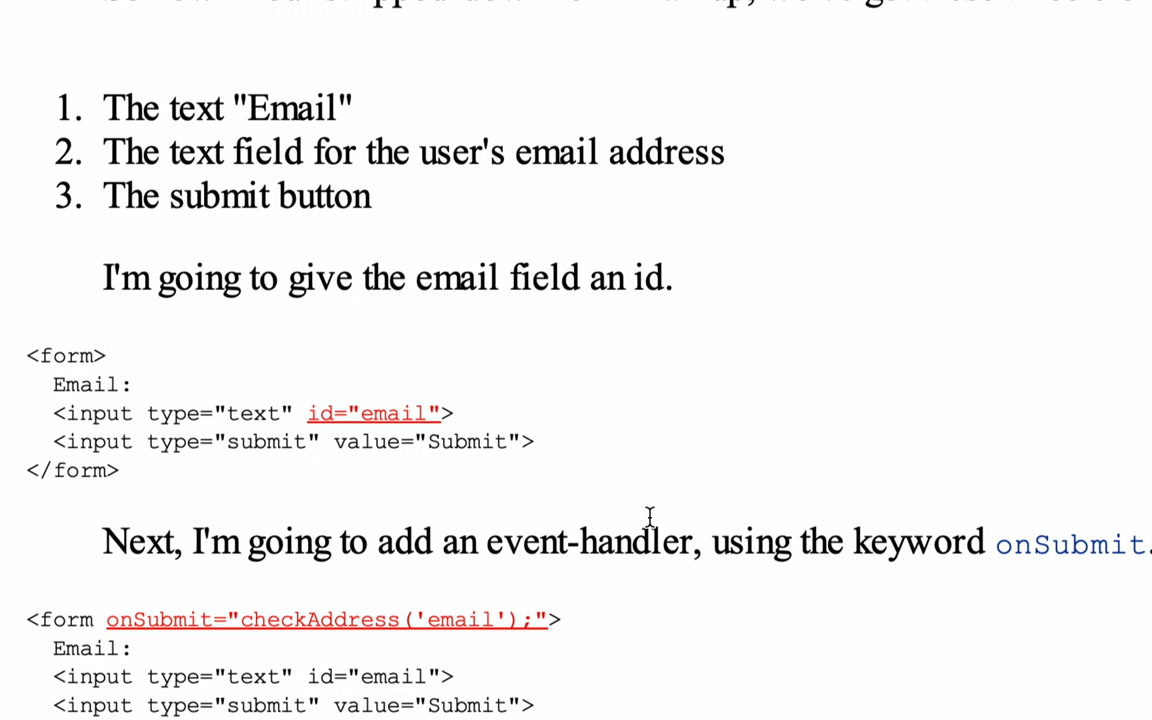 1. The text "Email"
2. The text field for the user's email address
3. The submit button
I'm going to give the email field an id.
<form>
  Email:
  <input type="text" id="email">
  <input type="submit" value="Submit">
</form>
Next, I'm going to add an event-handler, using the keyword onSubmit.
<form onSubmit="checkAddress('email');">
  Email:
  <input type="text" id="email">
  <input type="submit" value="Submit">